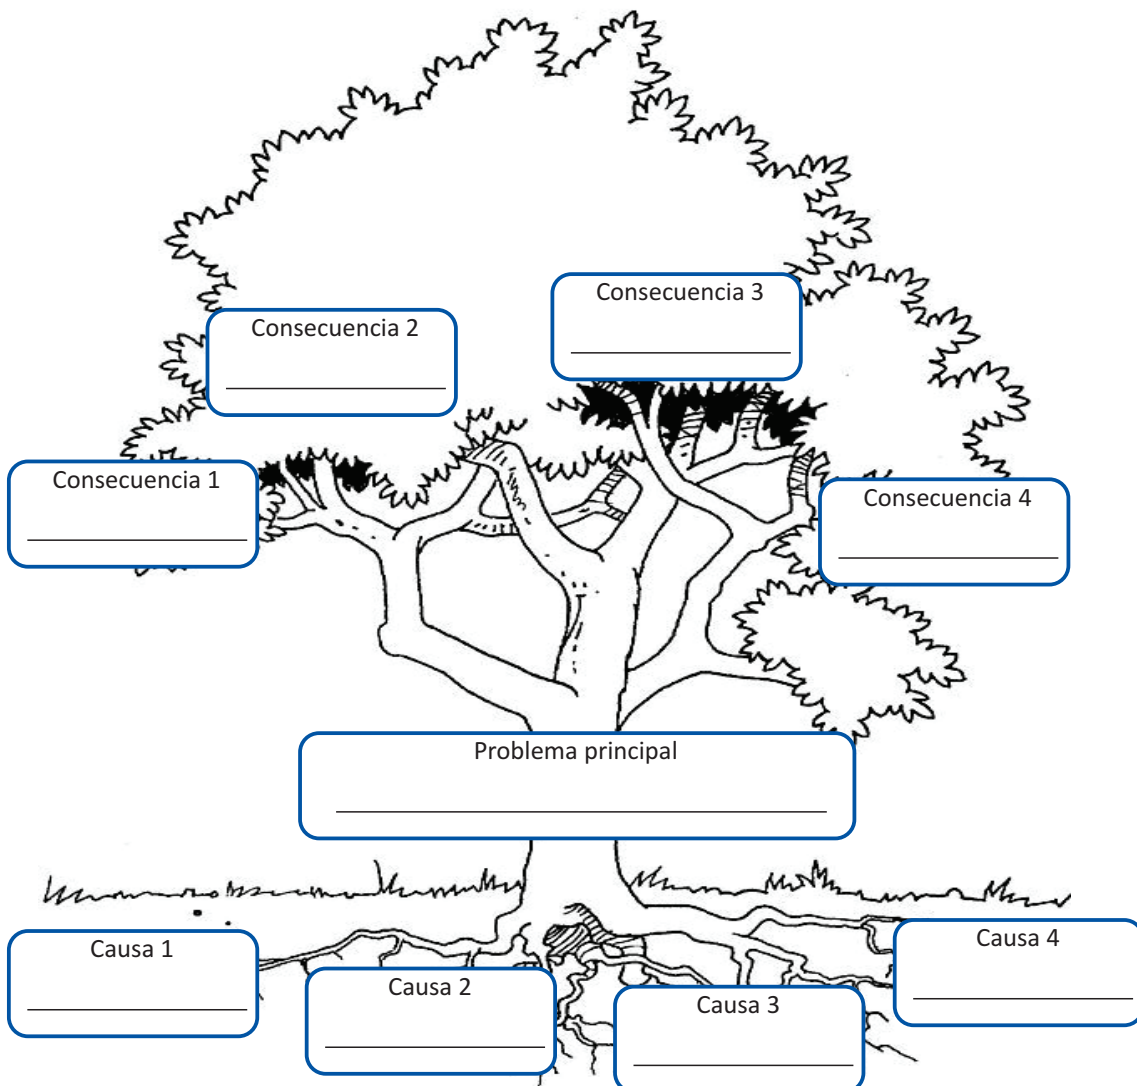 Consecuencia 3
Consecuencia 2
Consecuencia 1
Consecuencia 4
Problema principal
Causa 1
Causa 2
Causa 3
Causa 4